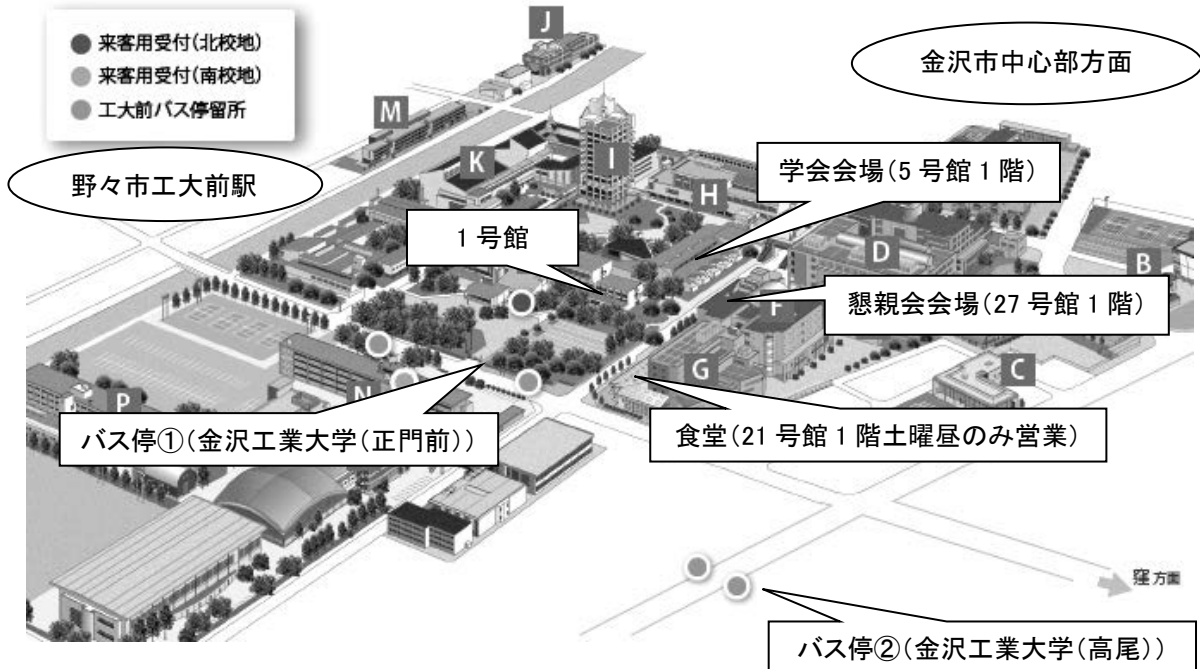 来客用受付(北校地)
来客用受付(南校地)
工大前バス停留所
J
金沢市中心部方面
M
K
I
野々市工大前駅
学会会場(5号館1階)
H
1号館
D
B
懇親会会場(27号館1階)
F
G
C
N
P
バス停①(金沢工業大学(正門前))
食堂(21号館1階土曜昼のみ営業)
窪方面
バス停②(金沢工業大学(高尾))